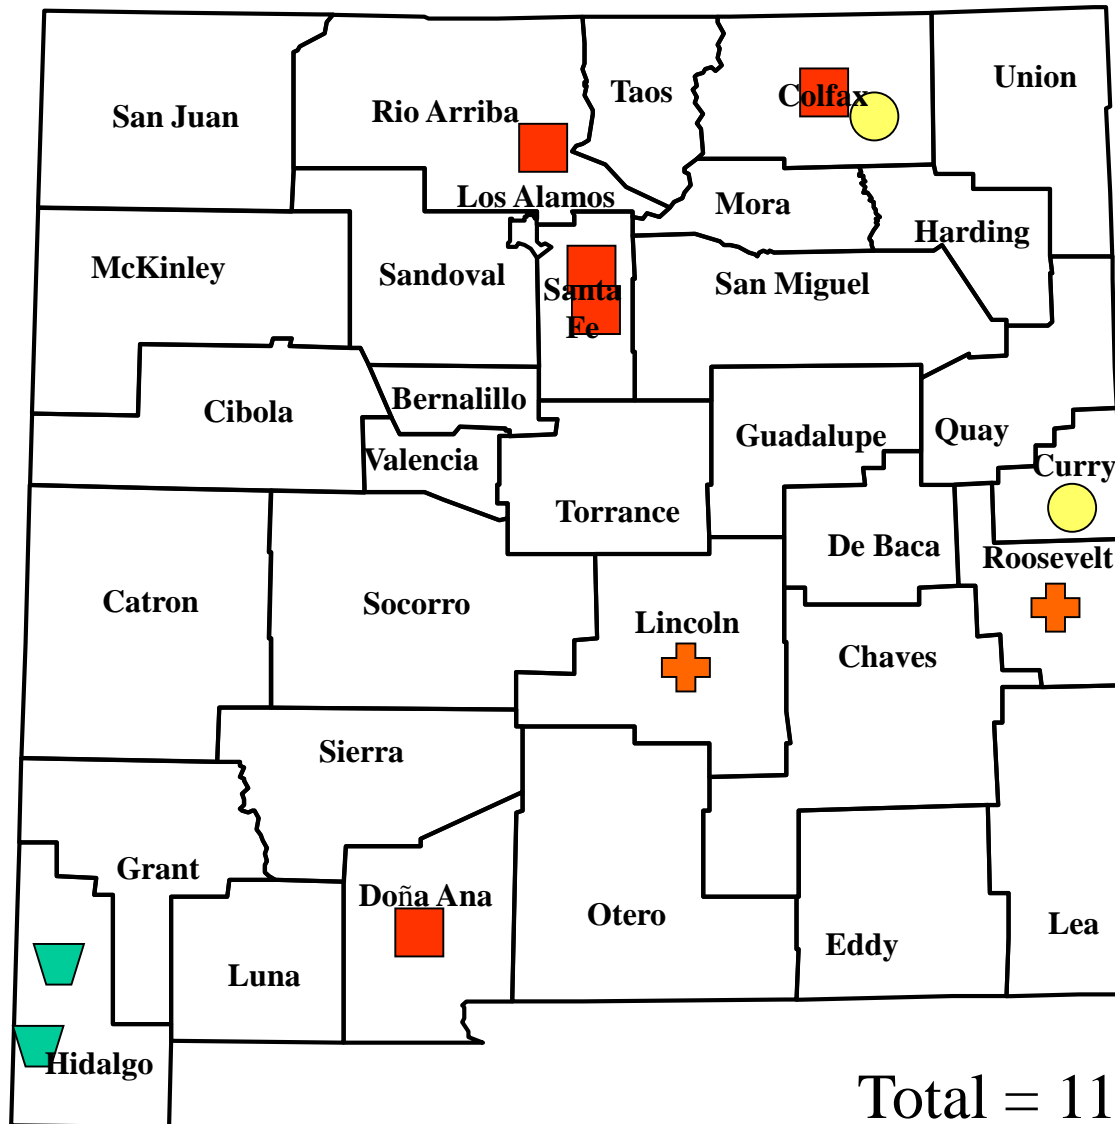 San Juan
Rio Arriba
Taos
Colfax
Union
Los Alamos
Mora
Harding
McKinley
Sandoval
Santa
Fe
San Miguel
Cibola
Bernalillo
Valencia
Guadalupe
Quay
Curry
Torrance
De Baca
Roosevelt
Catron
Socorro
Lincoln
Chaves
Sierra
Grant
Doña Ana
Otero
Eddy
Lea
Luna
Hidalgo
Total = 11